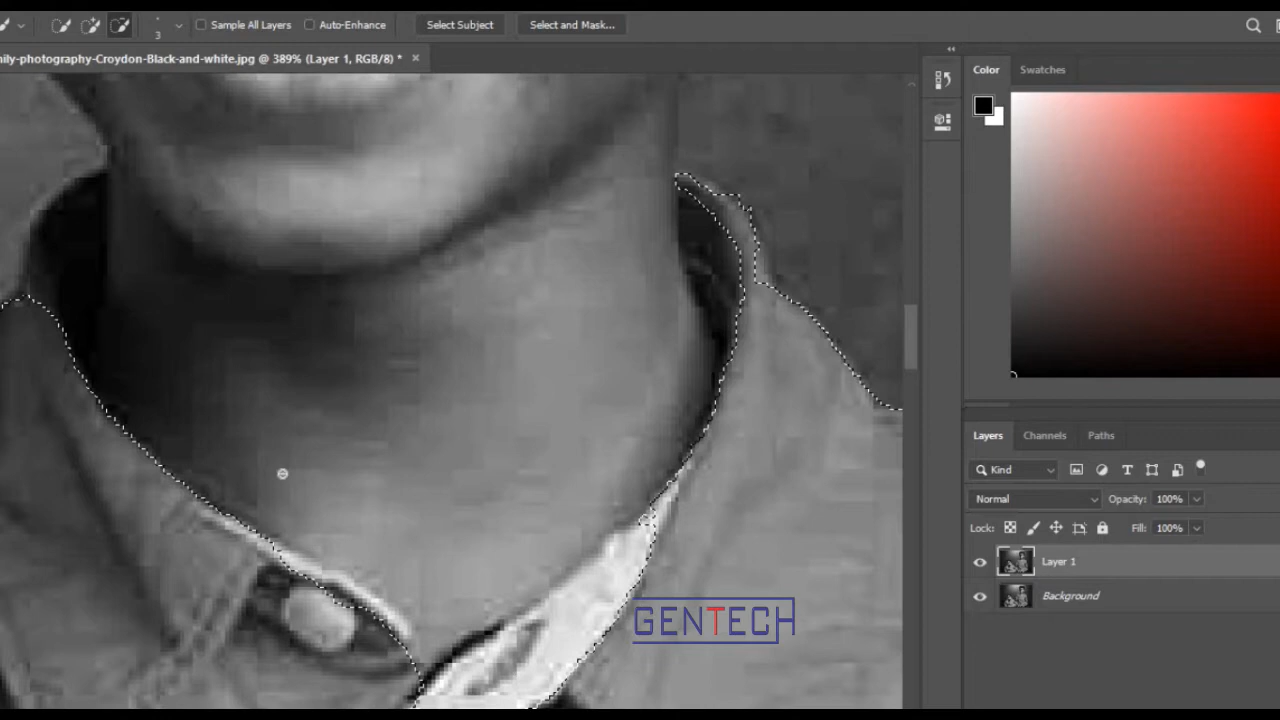 3
Sample All Layers
Auto-Enhance
Select Subject
Select and Mask...
ily-photography-Croydon-Black-and-white.jpg @ 389% (Layer 1, RGB/8) *
Color
Swatches
Layers
Channels
Paths
Kind
Normal
Opacity: 100%
Lock:
Fill: 100%
Layer 1
Background
GENTECH